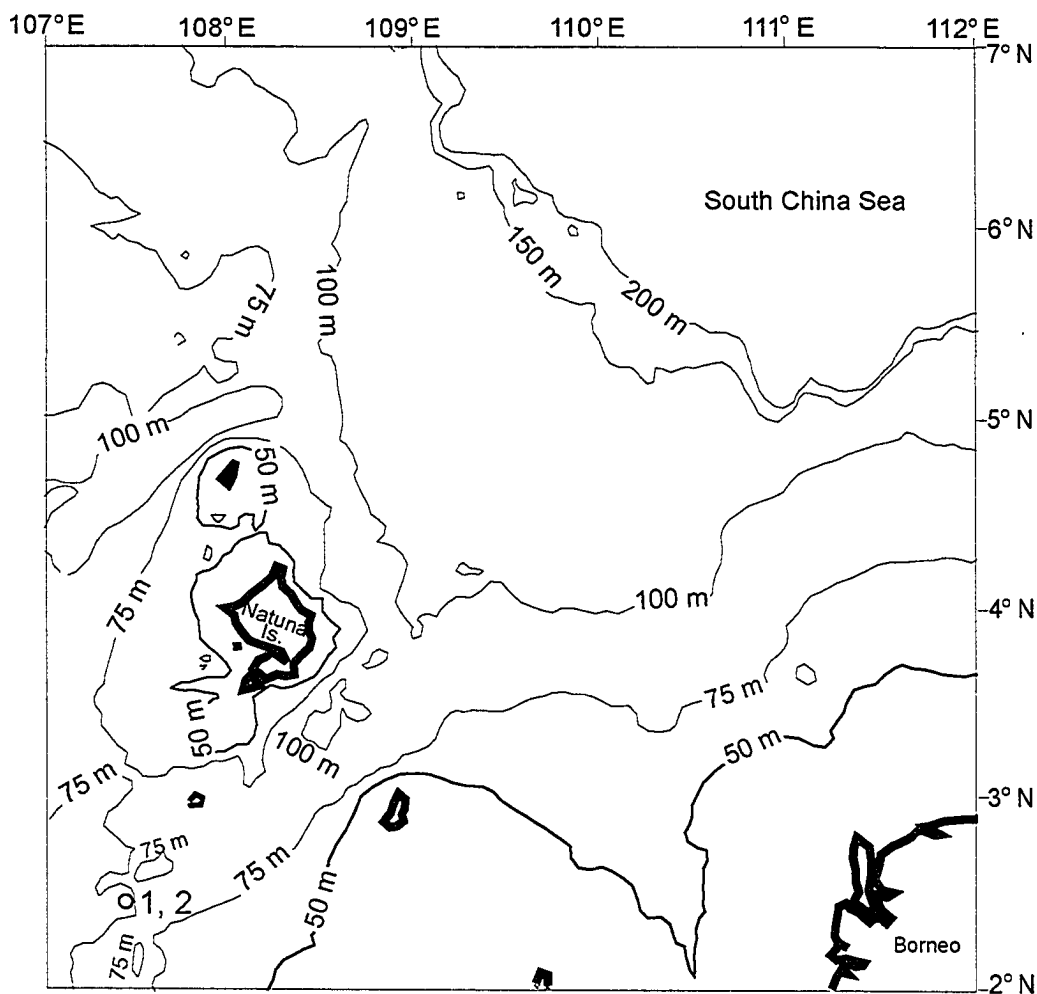 107° E 108° E 109° E 110° E 111° E 112° E
7° N
South China Sea
6° N
150 m
75 m
100 m
200 m
5° N
100 m
50 m
75 m
100 m
4° N
Natuna
Is.
75 m
50 m
50 m
100 m
75 m
3° N
75 m
75 m
50 m
1, 2
75 m
Borneo
2° N